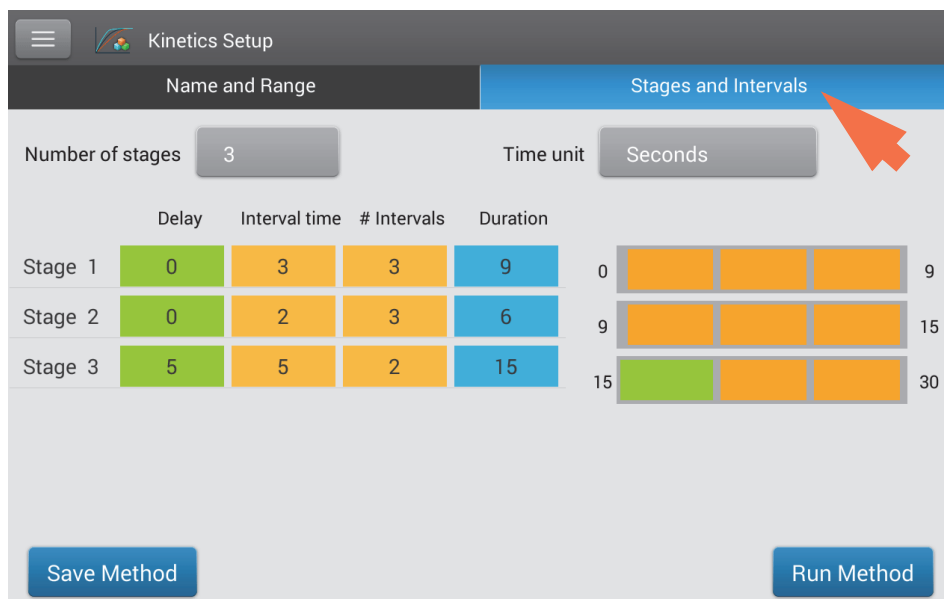 Kinetics Setup
Name and Range Stages and Intervals
Number of stages 3 Time unit Seconds
Delay Interval time # Intervals Duration
Stage 1 0 3 3 9 0 9
Stage 2 0 2 3 6 9 15
Stage 3 5 5 2 15 15 30
Save Method Run Method